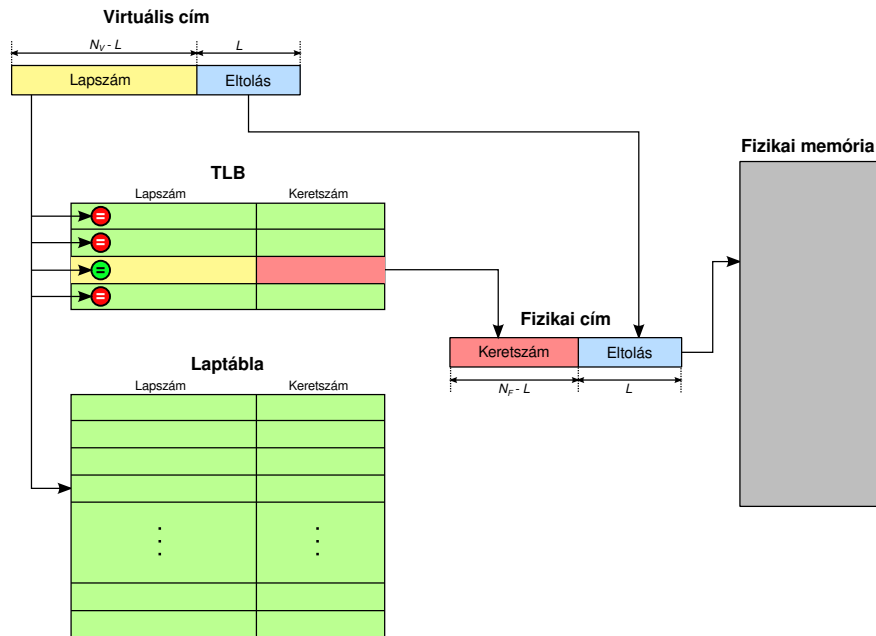 Virtuális cím
N_V - L
L
Lapszám
Eltolás
Fizikai memória
TLB
Lapszám
Keretszám
=
=
=
=
Fizikai cím
Keretszám
Eltolás
N_F - L
L
Laptábla
Lapszám
Keretszám